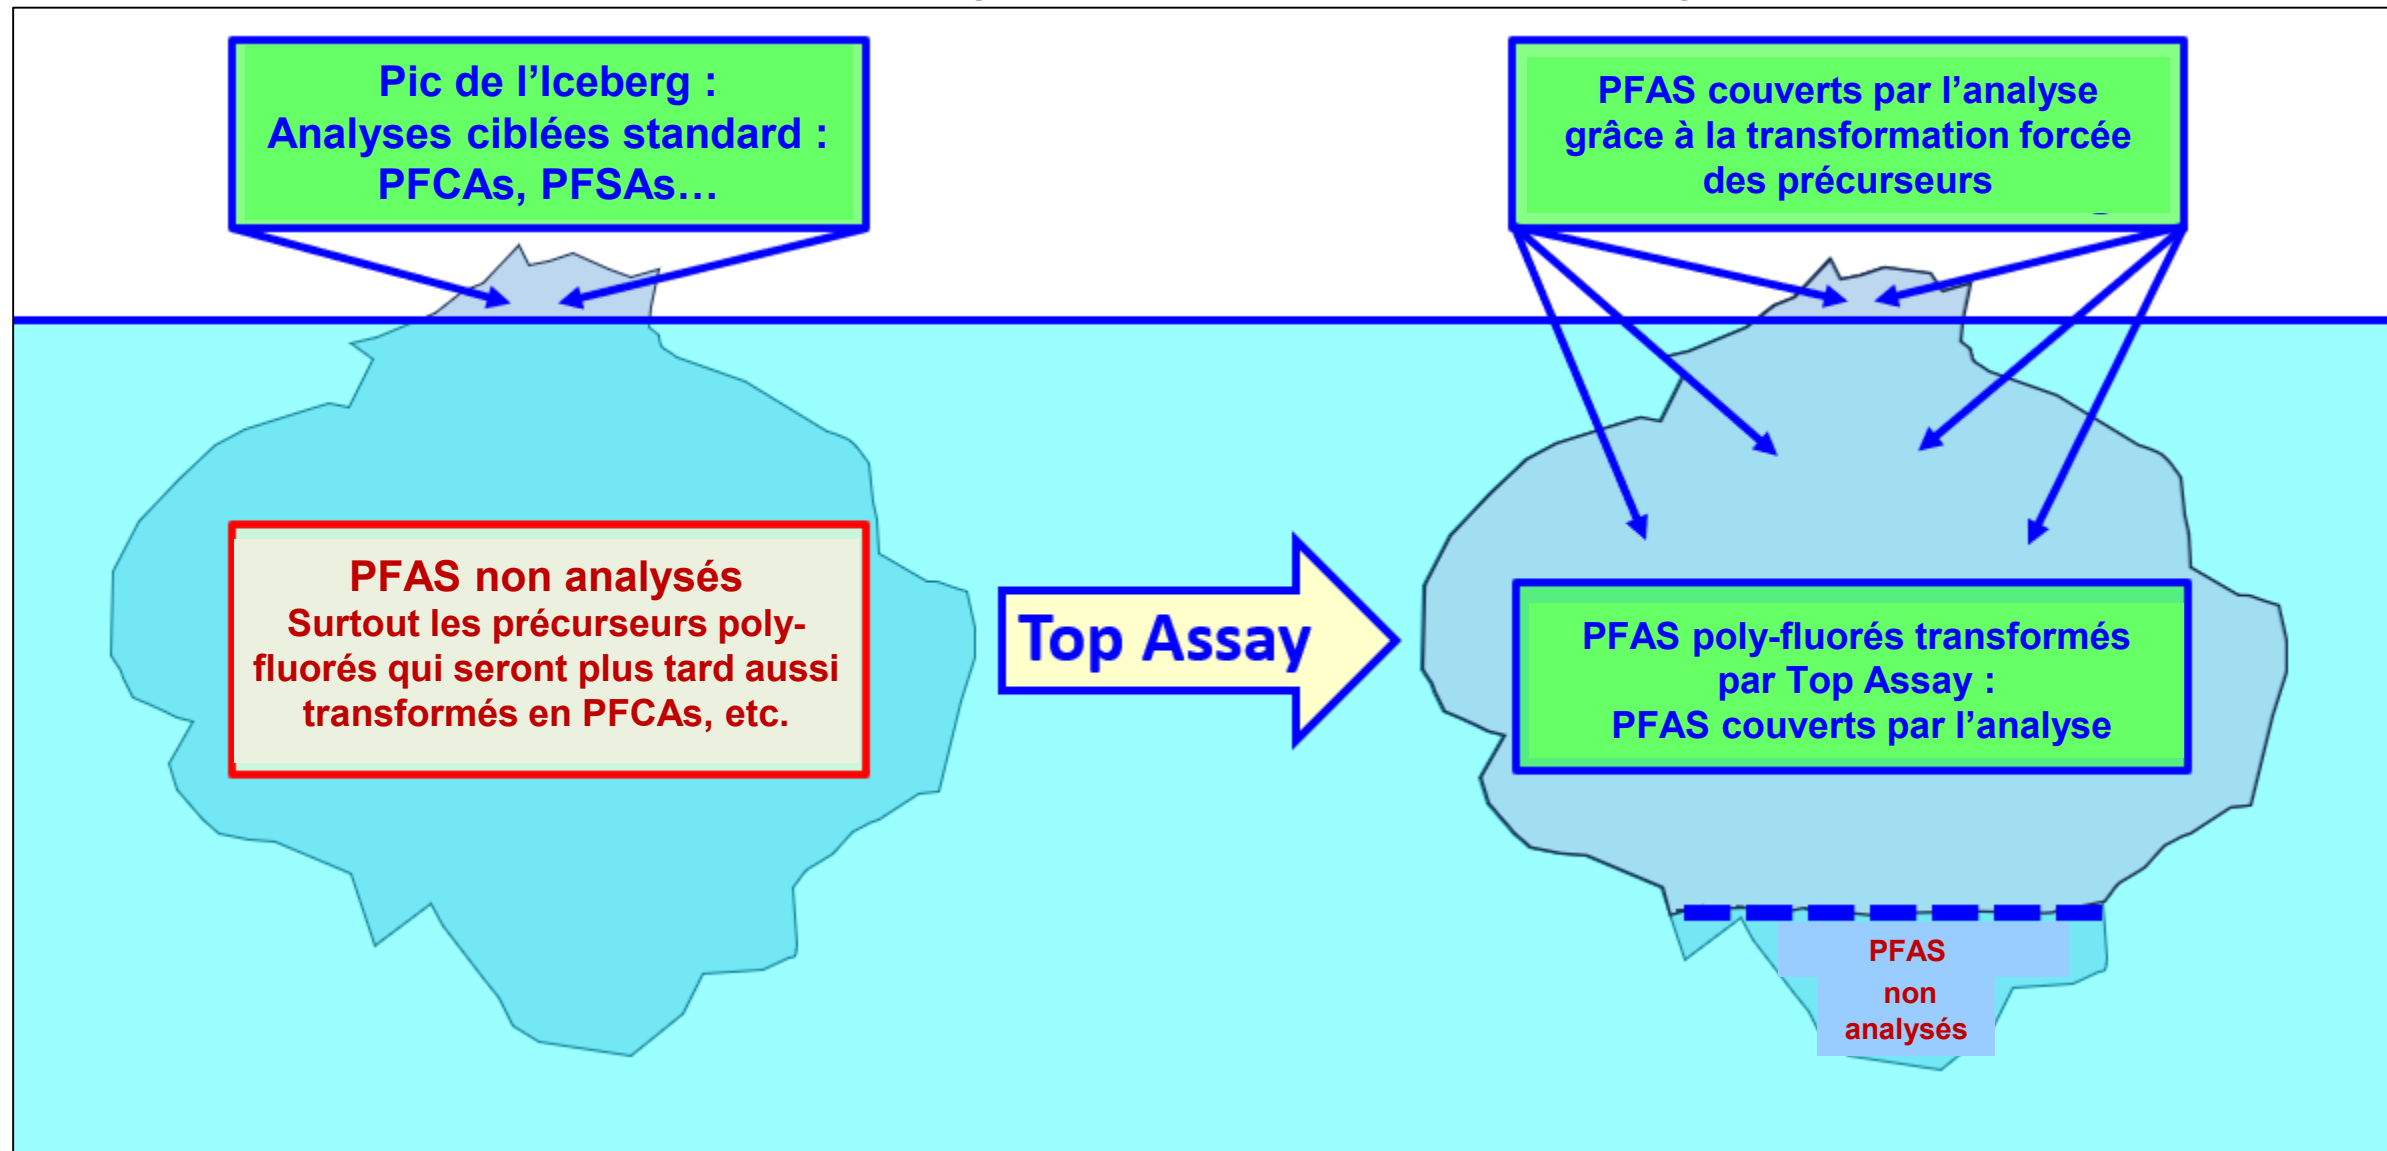 Pic de l’Iceberg :
Analyses ciblées standard :
PFCAs, PFSAs…
PFAS couverts par l’analyse
grâce à la transformation forcée
des précurseurs
PFAS non analysés
Surtout les précurseurs poly-
fluorés qui seront plus tard aussi
transformés en PFCAs, etc.
Top Assay
PFAS poly-fluorés transformés
par Top Assay :
PFAS couverts par l’analyse
PFAS
non
analysés